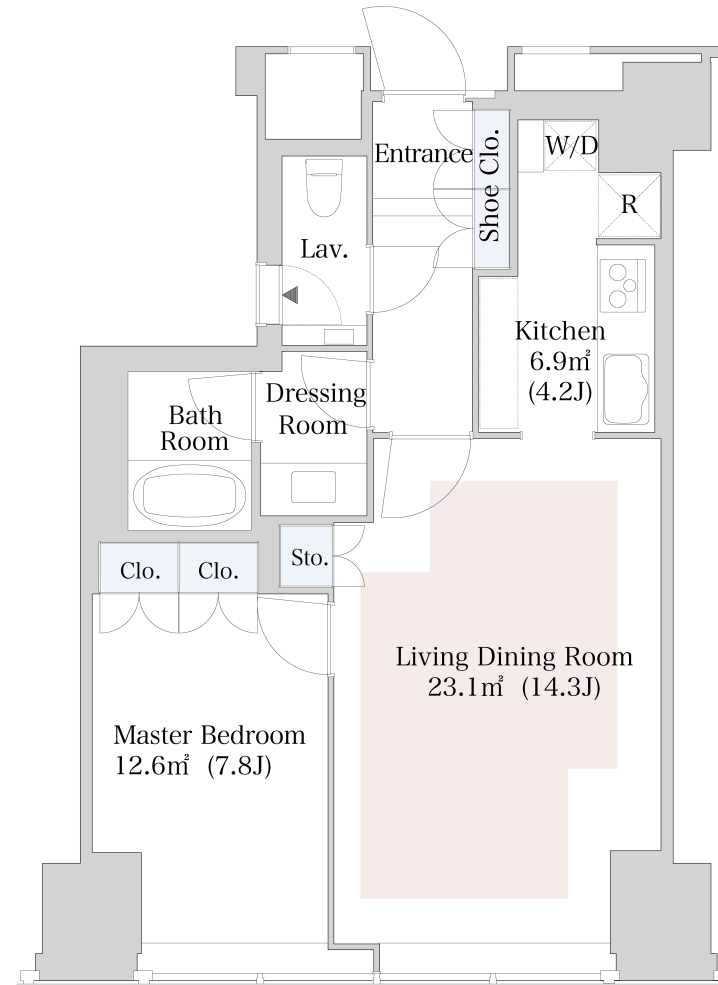 Entrance
Shoe Clo.
W/D
R
Lav.
Kitchen
6.9㎡
(4.2J)
Dressing
Room
Bath
Room
Sto.
Clo.
Clo.
Living Dining Room
23.1㎡ (14.3J)
Master Bedroom
12.6㎡ (7.8J)